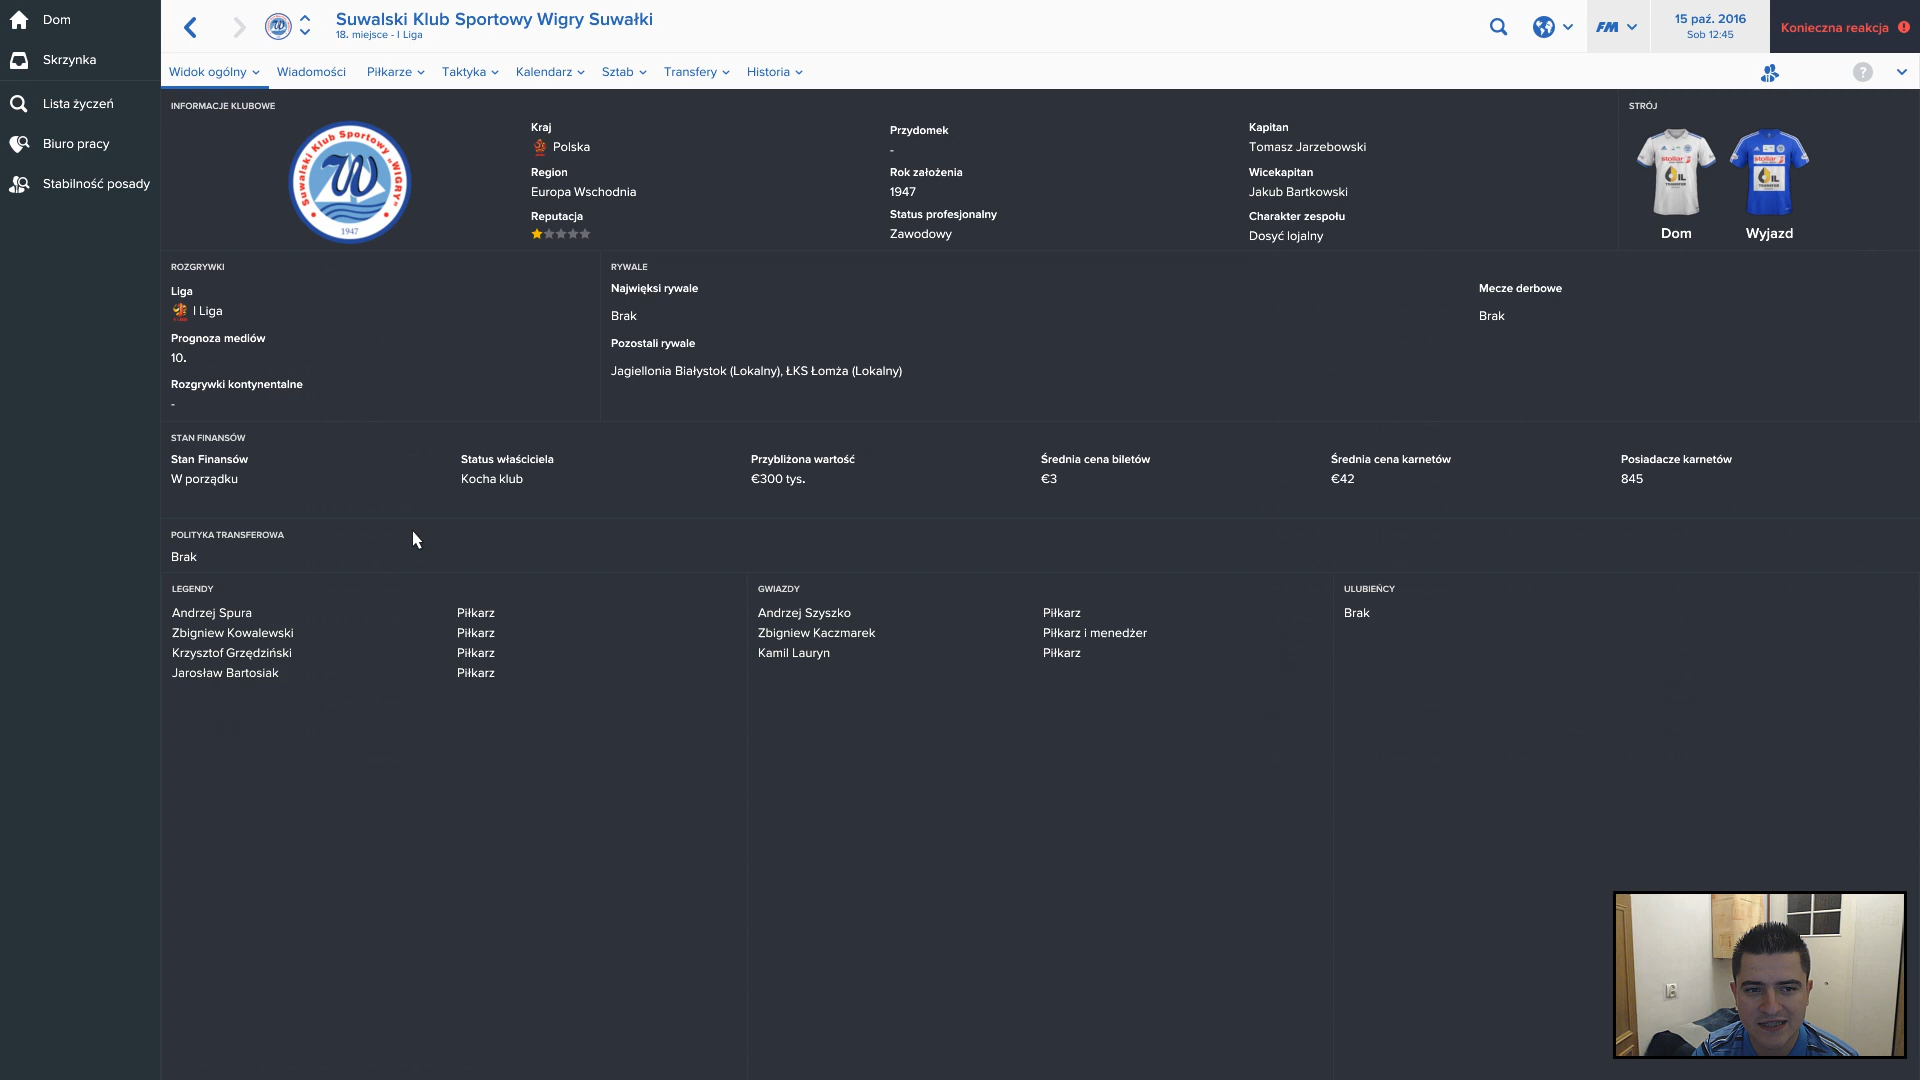 Dom
Skrzynka
Lista życzeń
Biuro pracy
Stabilność posady
Suwalski Klub Sportowy Wigry Suwałki
18. miejsce - I Liga
FM
15 paź. 2016
Sob 12:45
Konieczna reakcja
Widok ogólny
Wiadomości
Piłkarze
Taktyka
Kalendarz
Sztab
Transfery
Historia
?
INFORMACJE KLUBOWE
Suwalski Klub Sportowy „WIGRY"
W
1947
Kraj
Polska
Region
Europa Wschodnia
Reputacja
Przydomek
-
Rok założenia
1947
Status profesjonalny
Zawodowy
Kapitan
Tomasz Jarzebowski
Wicekapitan
Jakub Bartkowski
Charakter zespołu
Dosyć lojalny
STRÓJ
stollar
OIL
TRANSFER
stollar
OIL
TRANSFER
Dom
Wyjazd
ROZGRYWKI
Liga
I Liga
Prognoza mediów
10.
Rozgrywki kontynentalne
-
RYWALE
Najwięksi rywale
Brak
Pozostali rywale
Jagiellonia Białystok (Lokalny), ŁKS Łomża (Lokalny)
Mecze derbowe
Brak
STAN FINANSÓW
Stan Finansów
W porządku
Status właściciela
Kocha klub
Przybliżona wartość
€300 tys.
Średnia cena biletów
€3
Średnia cena karnetów
€42
Posiadacze karnetów
845
POLITYKA TRANSFEROWA
Brak
LEGENDY
Andrzej Spura Piłkarz
Zbigniew Kowalewski Piłkarz
Krzysztof Grzędziński Piłkarz
Jarosław Bartosiak Piłkarz
GWIAZDY
Andrzej Szyszko Piłkarz
Zbigniew Kaczmarek Piłkarz i menedżer
Kamil Lauryn Piłkarz
ULUBIEŃCY
Brak